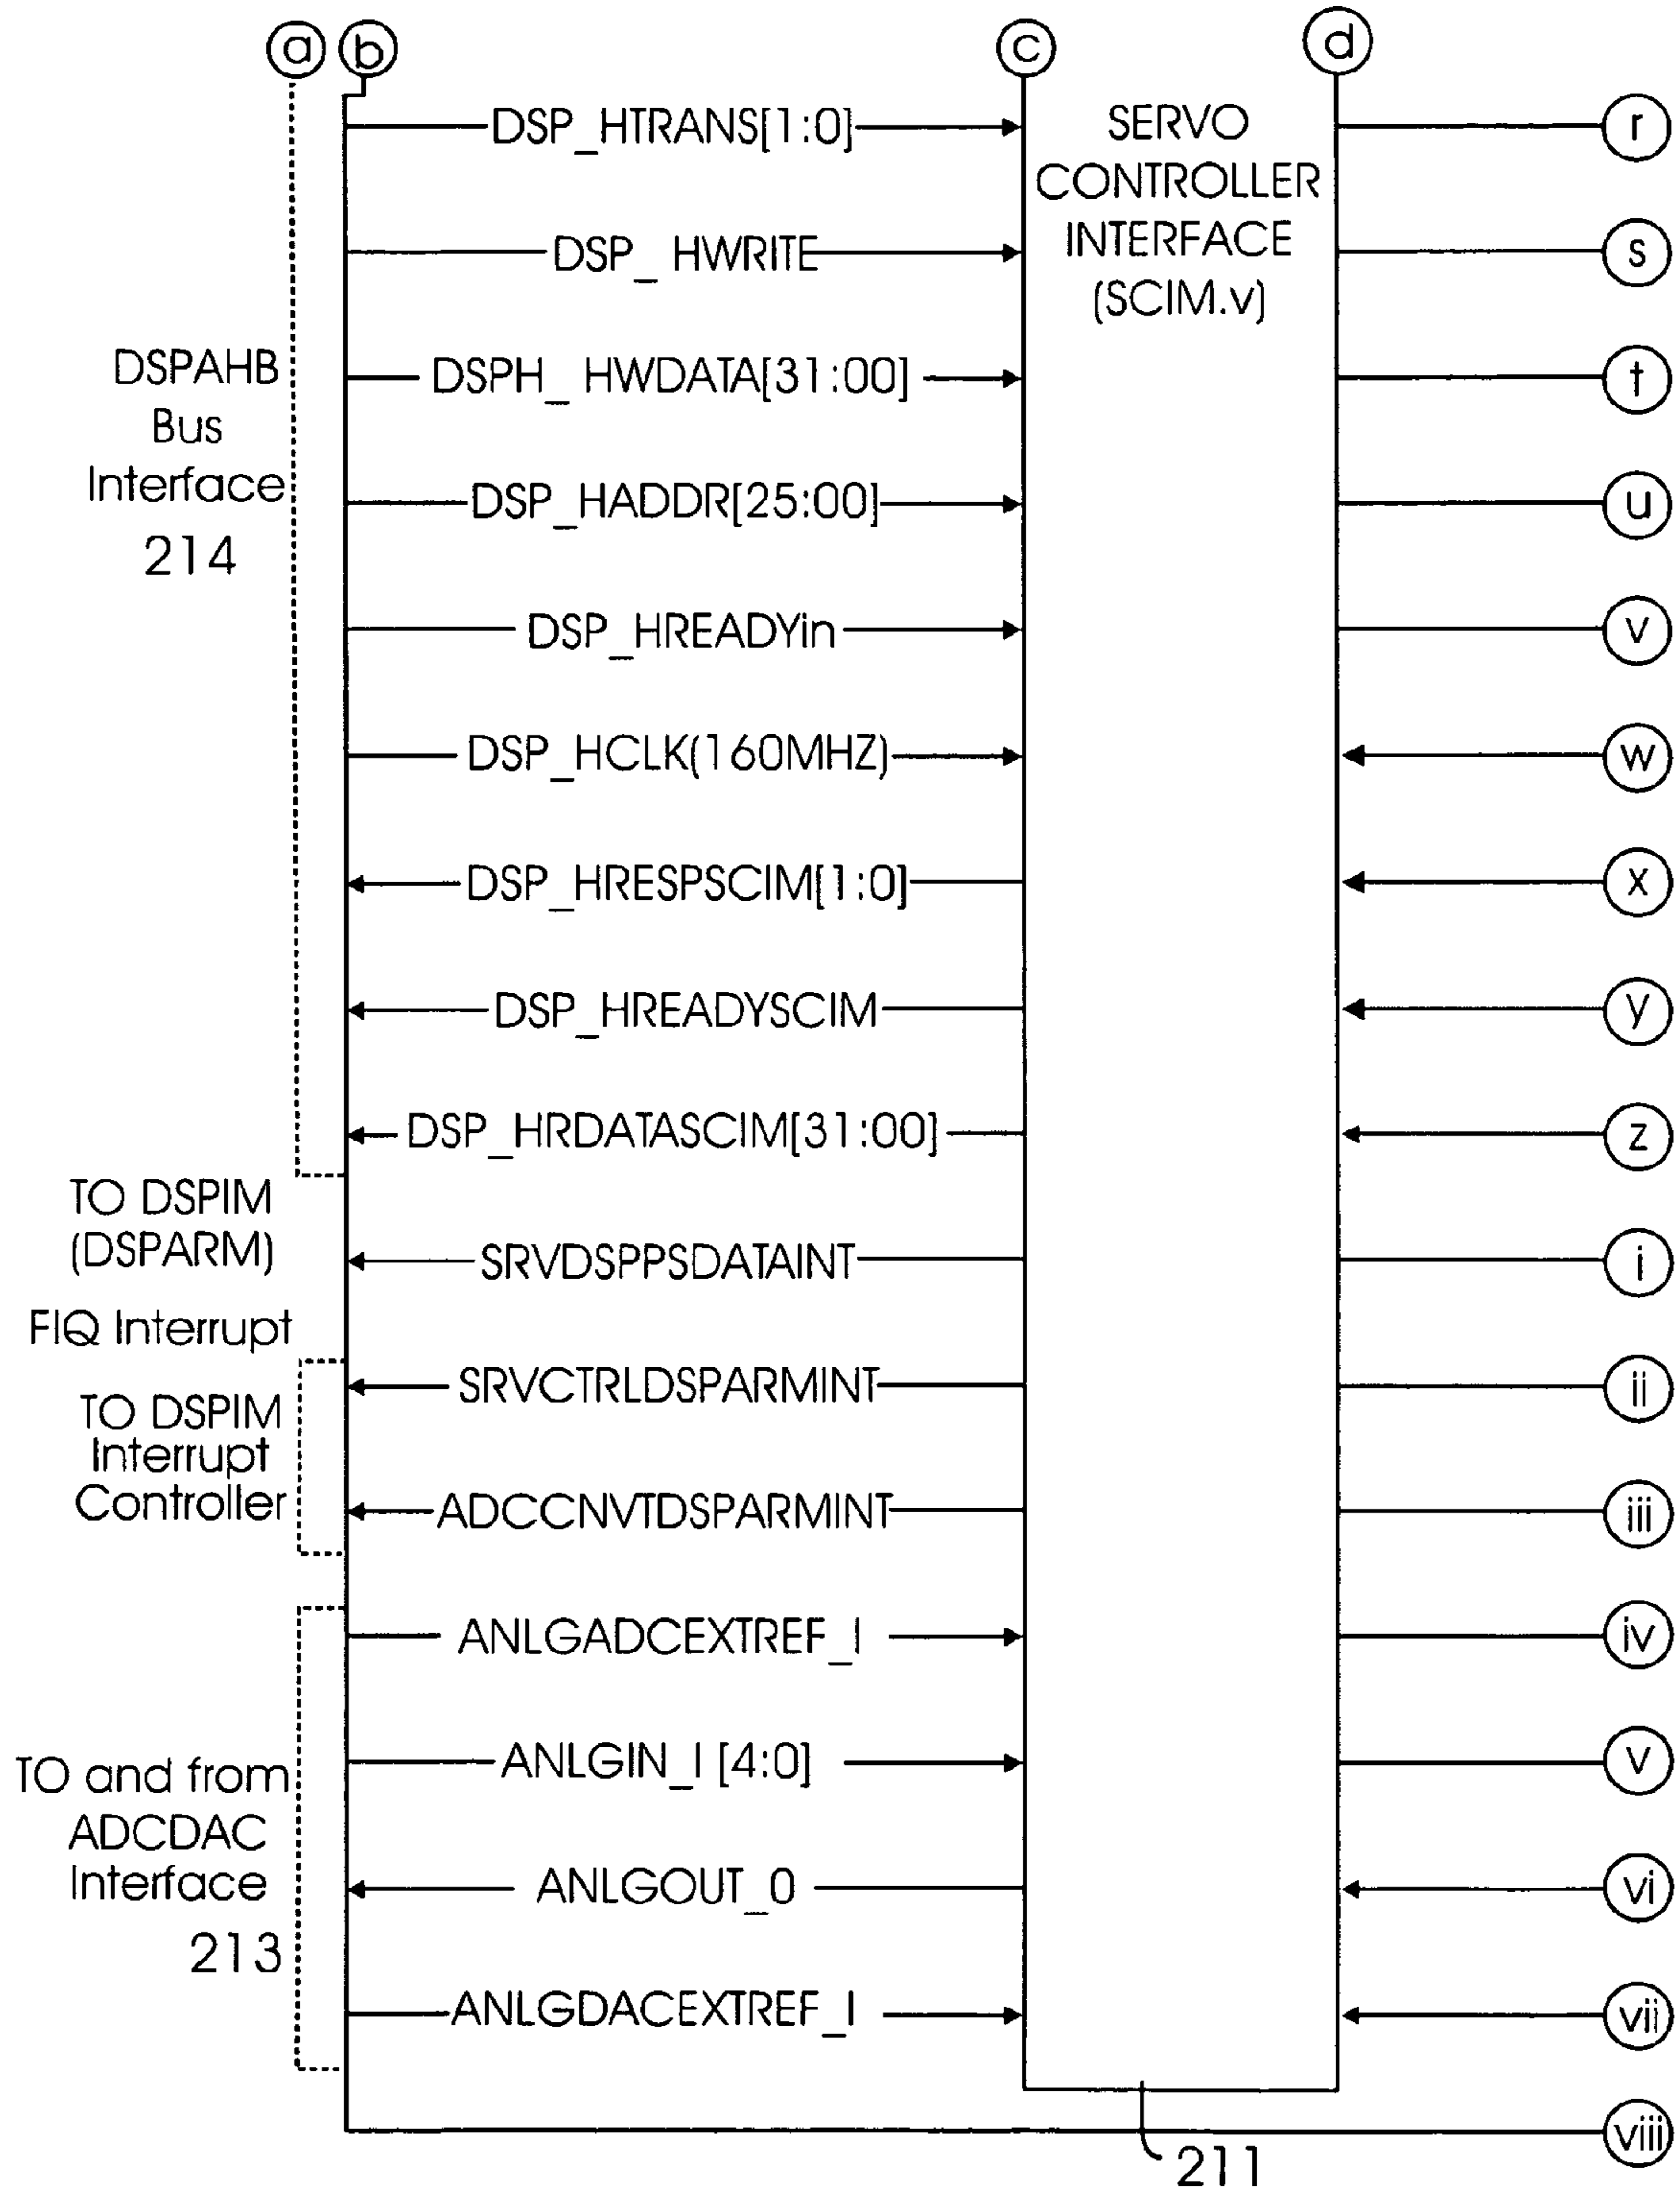 a b c d
DSP_HTRANS[1:0]
SERVO
CONTROLLER
INTERFACE
(SCIM.v)
r
DSP_ HWRITE
s
DSPAHB
Bus
Interface
214
DSPH_ HWDATA[31:00]
t
DSP_HADDR[25:00]
u
DSP_HREADYin
v
DSP_HCLK(160MHZ)
w
DSP_HRESPSCIM[1:0]
x
DSP_HREADYSCIM
y
DSP_HRDATASCIM[31:00]
z
TO DSPIM
(DSPARM)
FIQ Interrupt
SRVDSPPSDATAINT
i
TO DSPIM
Interrupt
Controller
SRVCTRLDSPARMINT
ii
ADCCNVTDSPARMINT
iii
ANLGADCEXTREF_I
iv
TO and from
ADCDAC
Interface
213
ANLGIN_I [4:0]
v
ANLGOUT_0
vi
ANLGDACEXTREF_I
vii
viii
211